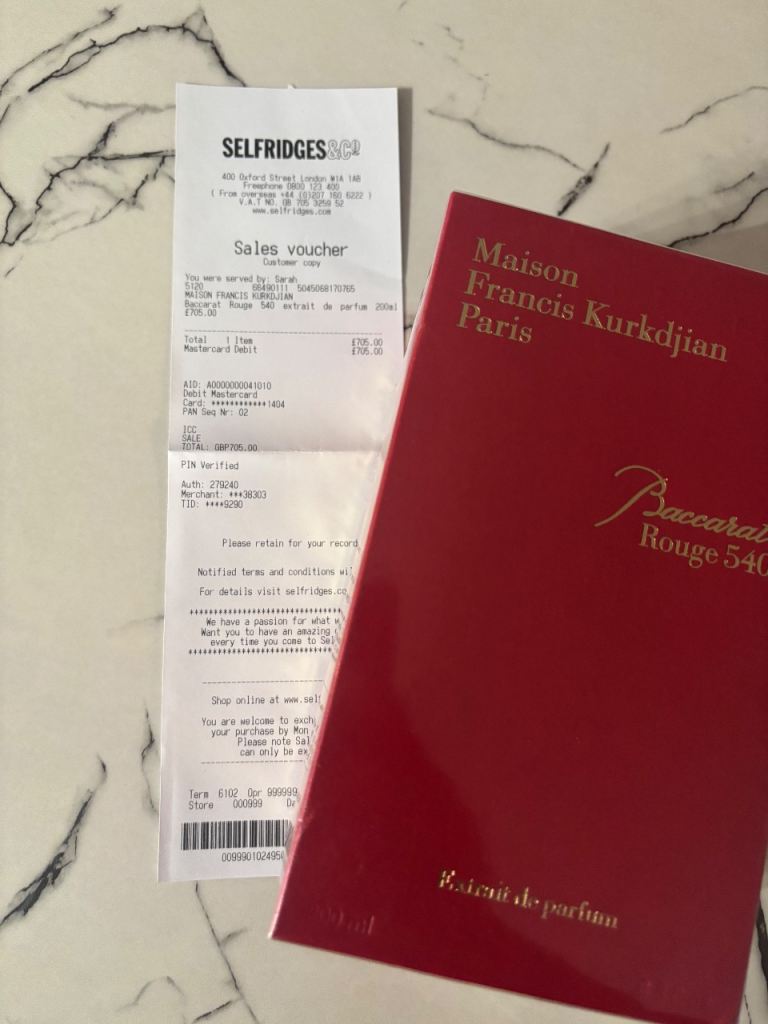 SELFRIDGES&CO
400 Oxford Street London W1A 1AB
Freephone 0800 123 400
( From overseas +44 (0)207 160 6222 )
V.A.T NO. GB 705 3259 52
www.selfridges.com
Sales voucher
Customer copy
You were served by: Sarah
5120 66490111 5045068170765
MAISON FRANCIS KURKDJIAN
Baccarat Rouge 540 extrait de parfum 200ml
£705.00
Total 1 Item £705.00
Mastercard Debit £705.00
AID: A0000000041010
Debit Mastercard
Card: ************1404
PAN Seq Nr: 02
ICC
SALE
TOTAL: GBP705.00
PIN Verified
Auth: 279240
Merchant: ***38303
TID: ****9290
Please retain for your record
Notified terms and conditions wi
For details visit selfridges.co
We have a passion for what w
Want you to have an amazing
every time you come to Sel
Shop online at www.self
You are welcome to exch
your purchase by Mon
Please note Sal
can only be ex
Term 6102 Opr 999999
Store 000999 Da
0099901024950
Maison
Francis Kurkdjian
Paris
Baccarat
Rouge 540
Extrait de parfum
200 ml